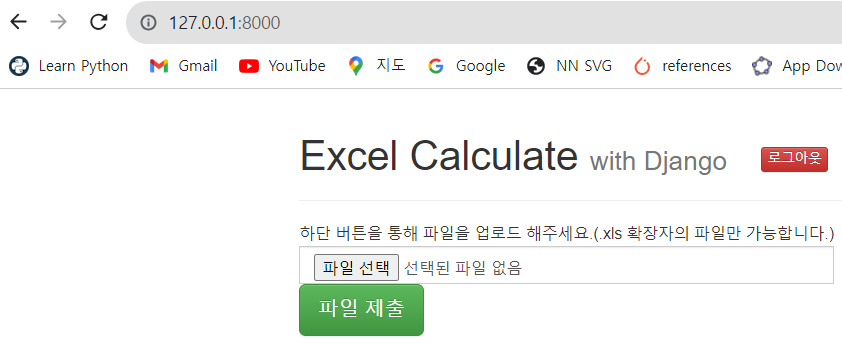 127.0.0.1:8000
Learn Python Gmail YouTube 지도 Google NN SVG references App Dow
Excel Calculate with Django 로그아웃
하단 버튼을 통해 파일을 업로드 해주세요.(.xls 확장자의 파일만 가능합니다.)
파일 선택 선택된 파일 없음
파일 제출